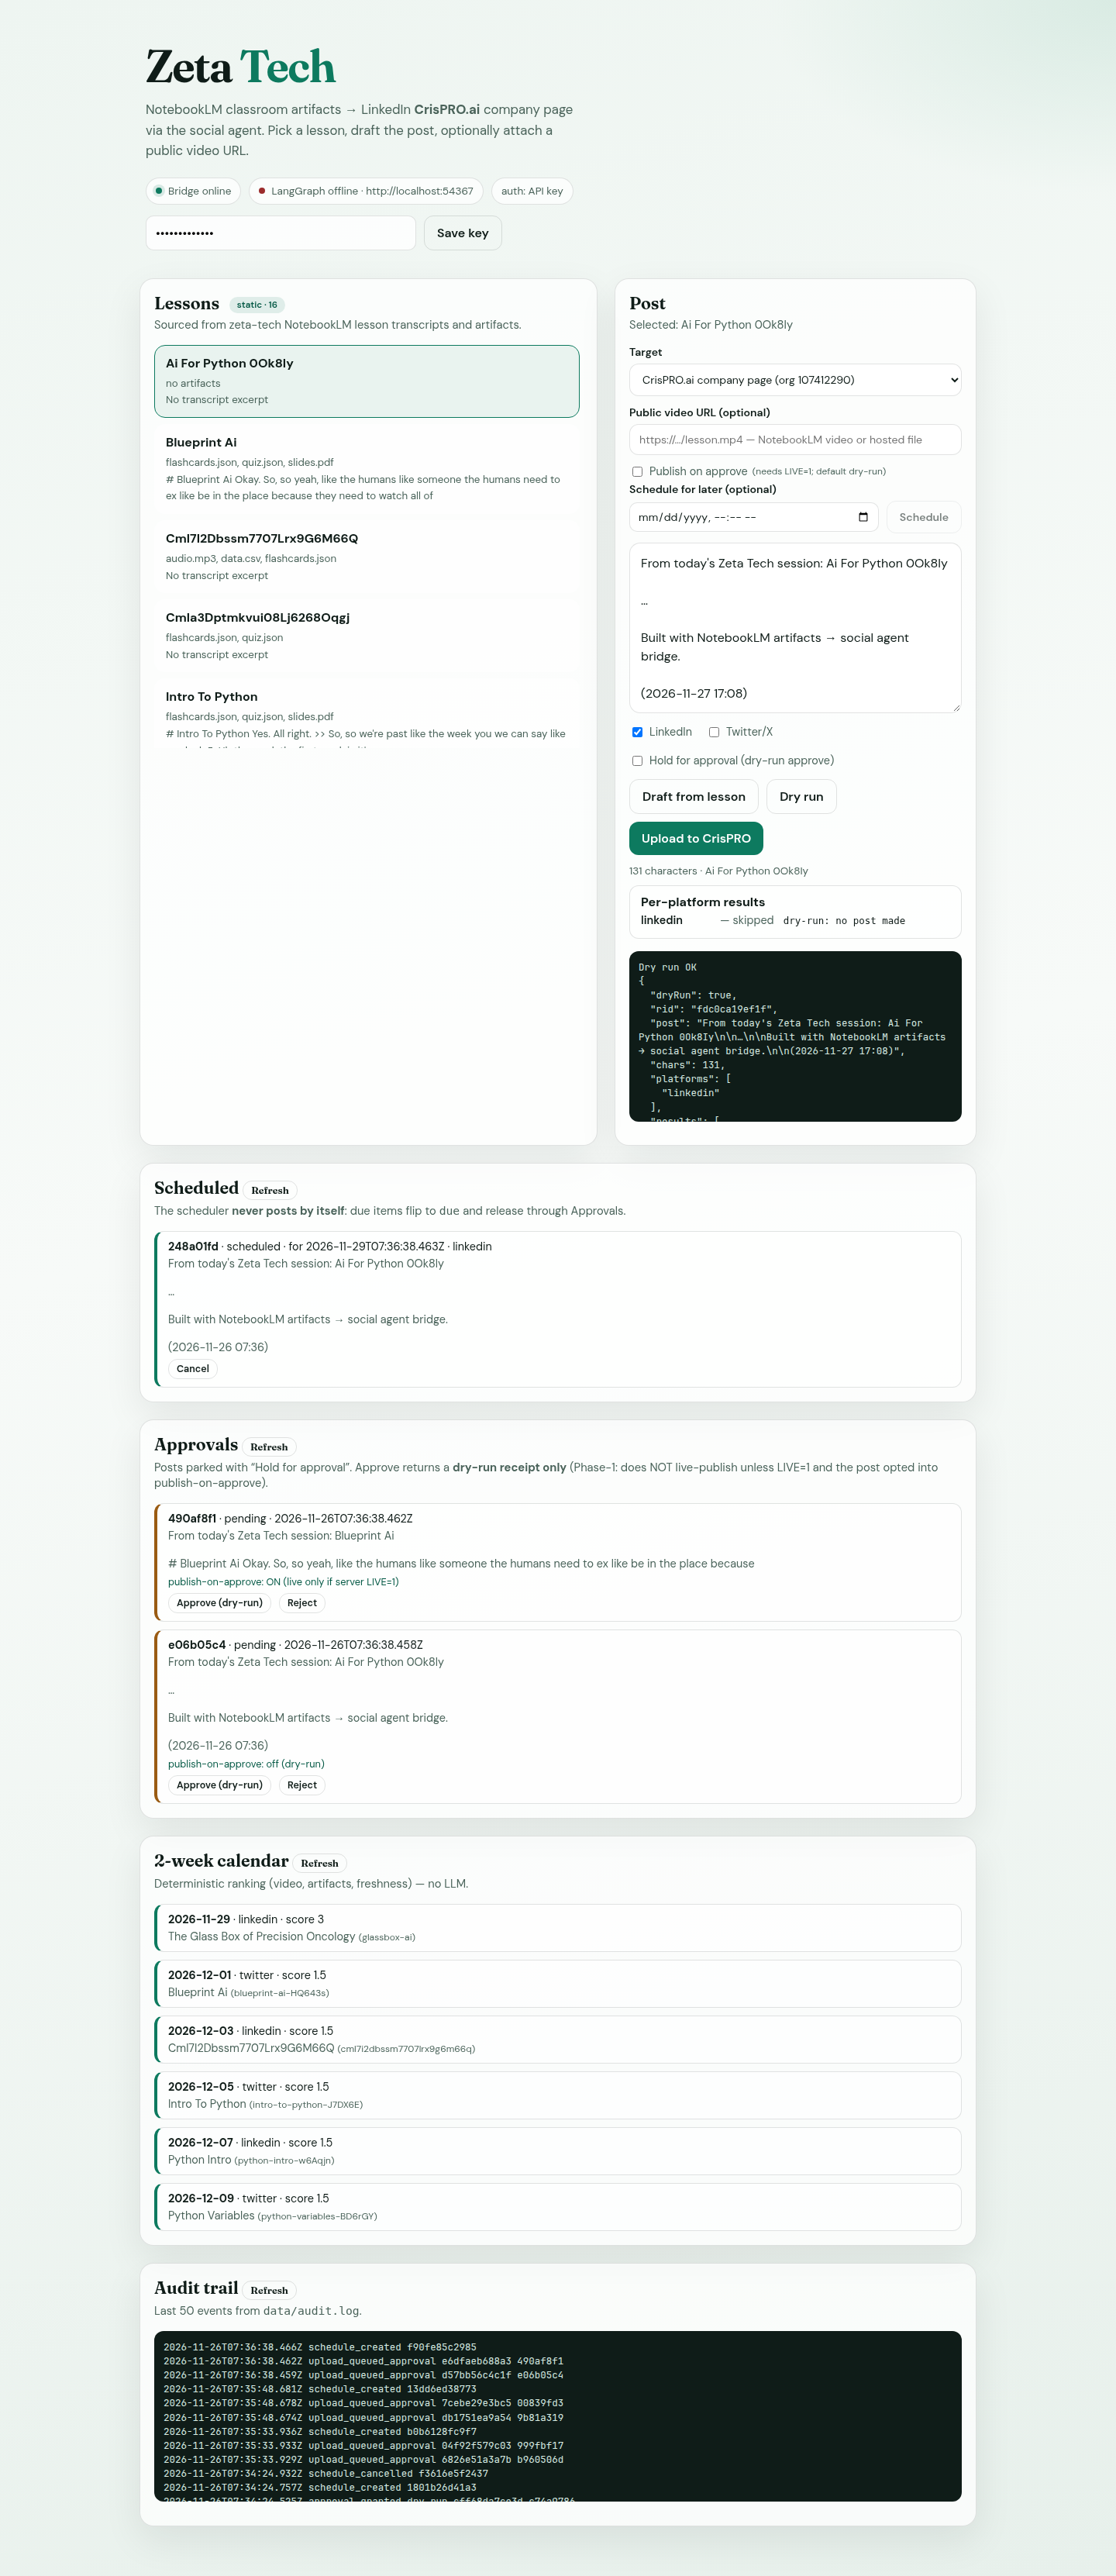 Zeta Tech
NotebookLM classroom artifacts → LinkedIn CrisPRO.ai company page
via the social agent. Pick a lesson, draft the post, optionally attach a
public video URL.
Bridge online
LangGraph offline · http://localhost:54367
auth: API key
•••••••••••••
Save key
Lessons
static · 16
Sourced from zeta-tech NotebookLM lesson transcripts and artifacts.
Ai For Python 0Ok8Iy
no artifacts
No transcript excerpt
Blueprint Ai
flashcards.json, quiz.json, slides.pdf
# Blueprint Ai Okay. So, so yeah, like the humans like someone the humans need to
ex like be in the place because they need to watch all of
Cml7I2Dbssm7707Lrx9G6M66Q
audio.mp3, data.csv, flashcards.json
No transcript excerpt
Cmla3Dptmkvui08Lj6268Oqgj
flashcards.json, quiz.json
No transcript excerpt
Intro To Python
flashcards.json, quiz.json, slides.pdf
# Intro To Python Yes. All right. >> So, so we're past like the week you we can say like
Post
Selected: Ai For Python 0Ok8Iy
Target
CrisPRO.ai company page (org 107412290)
Public video URL (optional)
https://…/lesson.mp4 — NotebookLM video or hosted file
Publish on approve (needs LIVE=1; default dry-run)
Schedule for later (optional)
mm/dd/yyyy, --:-- --
Schedule
From today's Zeta Tech session: Ai For Python 0Ok8Iy
…
Built with NotebookLM artifacts → social agent
bridge.
(2026-11-27 17:08)
LinkedIn
Twitter/X
Hold for approval (dry-run approve)
Draft from lesson
Dry run
Upload to CrisPRO
131 characters · Ai For Python 0Ok8Iy
Per-platform results
linkedin — skipped dry-run: no post made
Dry run OK
{
"dryRun": true,
"rid": "fdc0ca19ef1f",
"post": "From today's Zeta Tech session: Ai For
Python 0Ok8Iy\n\n…\n\nBuilt with NotebookLM artifacts
→ social agent bridge.\n\n(2026-11-27 17:08)",
"chars": 131,
"platforms": [
"linkedin"
],
"results": [
Scheduled
Refresh
The scheduler never posts by itself: due items flip to due and release through Approvals.
248a01fd · scheduled · for 2026-11-29T07:36:38.463Z · linkedin
From today's Zeta Tech session: Ai For Python 0Ok8Iy
…
Built with NotebookLM artifacts → social agent bridge.
(2026-11-26 07:36)
Cancel
Approvals
Refresh
Posts parked with “Hold for approval”. Approve returns a dry-run receipt only (Phase-1: does NOT live-publish unless LIVE=1 and the post opted into
publish-on-approve).
490af8f1 · pending · 2026-11-26T07:36:38.462Z
From today's Zeta Tech session: Blueprint Ai
# Blueprint Ai Okay. So, so yeah, like the humans like someone the humans need to ex like be in the place because
publish-on-approve: ON (live only if server LIVE=1)
Approve (dry-run)
Reject
e06b05c4 · pending · 2026-11-26T07:36:38.458Z
From today's Zeta Tech session: Ai For Python 0Ok8Iy
…
Built with NotebookLM artifacts → social agent bridge.
(2026-11-26 07:36)
publish-on-approve: off (dry-run)
Approve (dry-run)
Reject
2-week calendar
Refresh
Deterministic ranking (video, artifacts, freshness) — no LLM.
2026-11-29 · linkedin · score 3
The Glass Box of Precision Oncology (glassbox-ai)
2026-12-01 · twitter · score 1.5
Blueprint Ai (blueprint-ai-HQ643s)
2026-12-03 · linkedin · score 1.5
Cml7I2Dbssm7707Lrx9G6M66Q (cml7i2dbssm7707lrx9g6m66q)
2026-12-05 · twitter · score 1.5
Intro To Python (intro-to-python-J7DX6E)
2026-12-07 · linkedin · score 1.5
Python Intro (python-intro-w6Aqjn)
2026-12-09 · twitter · score 1.5
Python Variables (python-variables-BD6rGY)
Audit trail
Refresh
Last 50 events from data/audit.log.
2026-11-26T07:36:38.466Z schedule_created f90fe85c2985
2026-11-26T07:36:38.462Z upload_queued_approval e6dfaeb688a3 490af8f1
2026-11-26T07:36:38.459Z upload_queued_approval d57bb56c4c1f e06b05c4
2026-11-26T07:35:48.681Z schedule_created 13dd6ed38773
2026-11-26T07:35:48.678Z upload_queued_approval 7cebe29e3bc5 00839fd3
2026-11-26T07:35:48.674Z upload_queued_approval db1751ea9a54 9b81a319
2026-11-26T07:35:33.936Z schedule_created b0b6128fc9f7
2026-11-26T07:35:33.933Z upload_queued_approval 04f92f579c03 999fbf17
2026-11-26T07:35:33.929Z upload_queued_approval 6826e51a3a7b b960506d
2026-11-26T07:34:24.932Z schedule_cancelled f3616e5f2437
2026-11-26T07:34:24.757Z schedule_created 1801b26d41a3